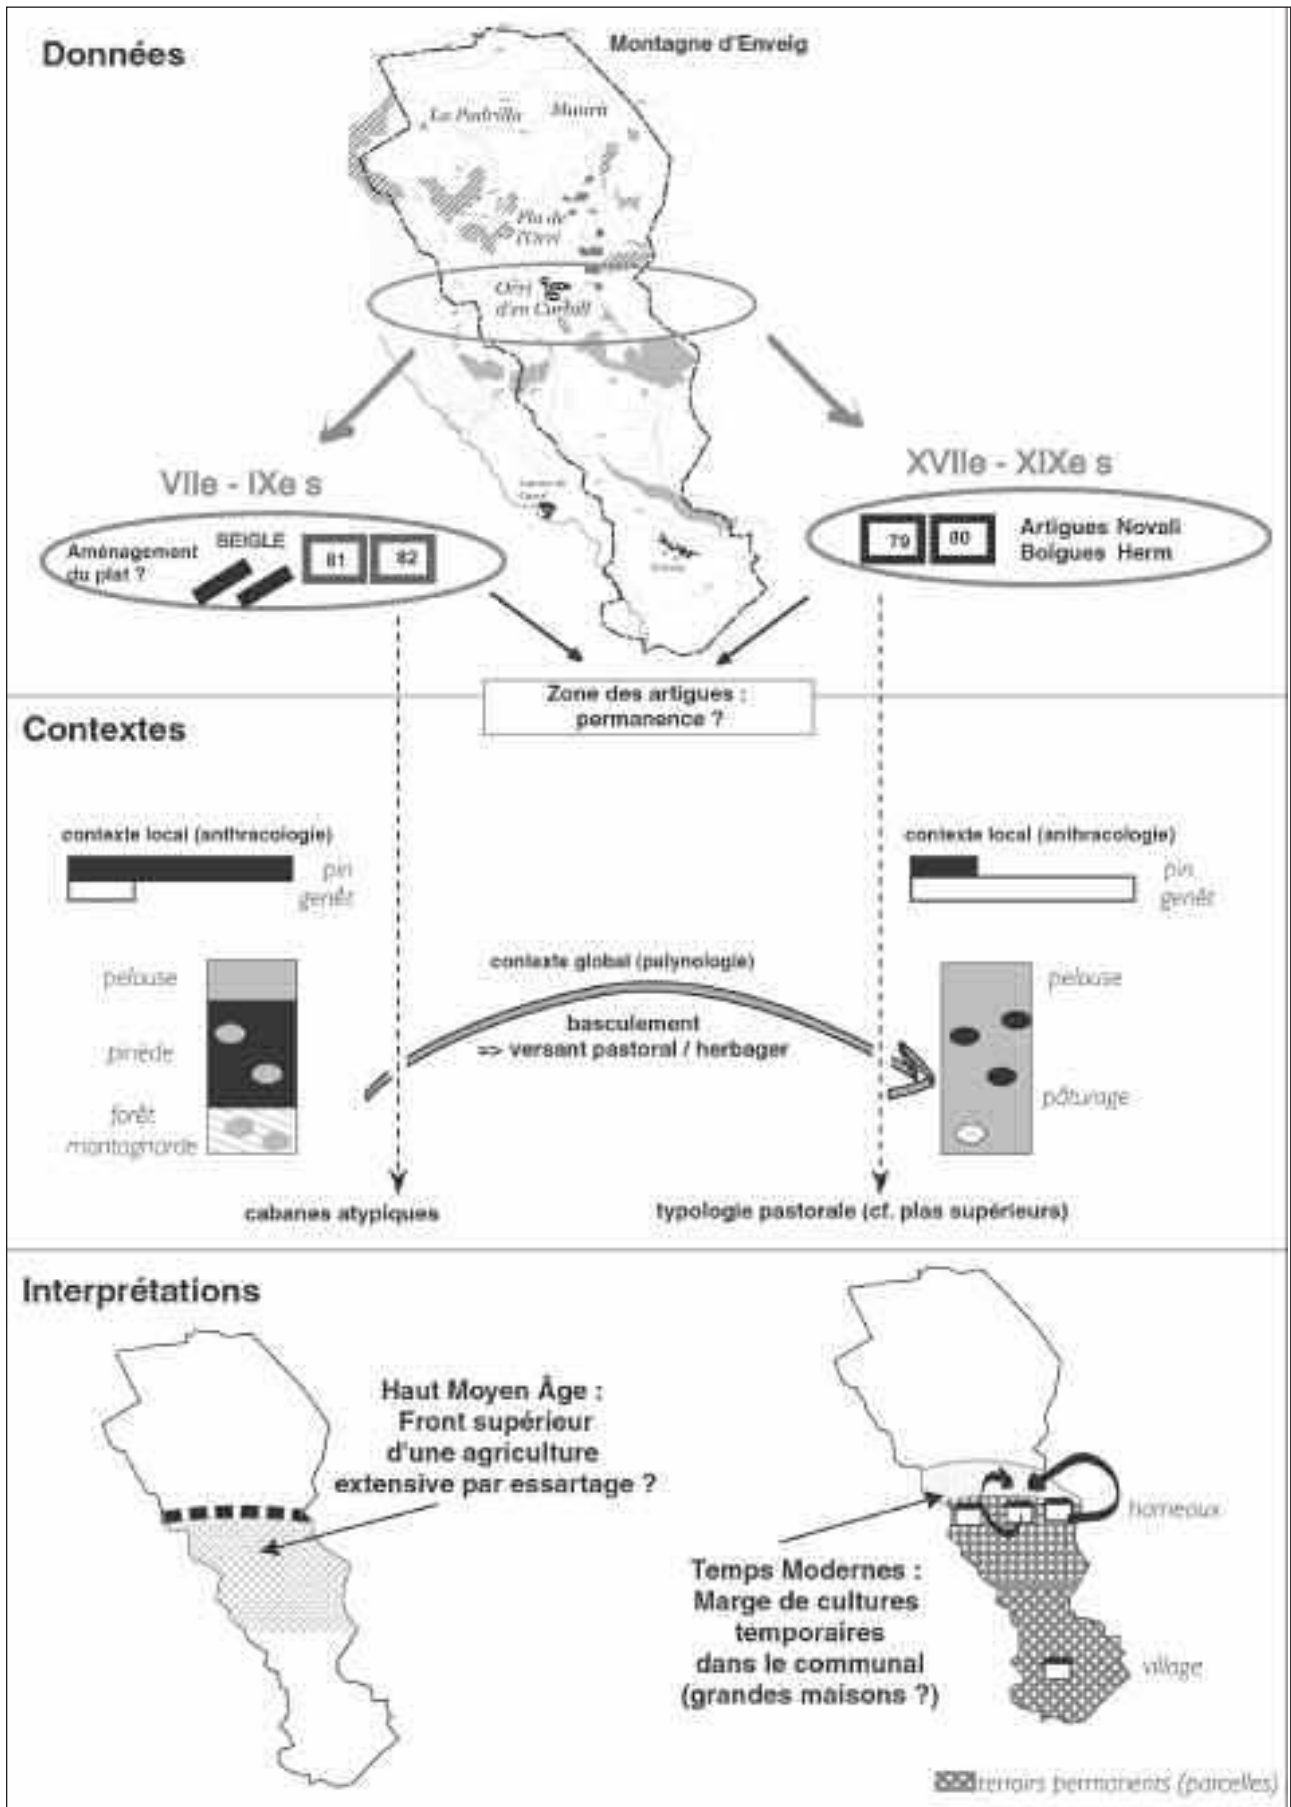 Données
Montagne d'Enveig
La Padrilla
Maura
Pla de
l'Orri
Orri
d'en Curbill
VIIe - IXe s
XVIIe - XIXe s
Aménagement
du plat ?
SEIGLE
81
82
79
80
Artigues Novali
Boigues Herm
Zone des artigues :
permanence ?
Contextes
contexte local (anthracologie)
pin
genêt
contexte local (anthracologie)
pin
genêt
pelouse
pinède
forêt
montagnarde
contexte global (palynologie)
basculement
=> versant pastoral / herbager
pelouse
pâturage
cabanes atypiques
typologie pastorale (cf. plas supérieurs)
Interprétations
Haut Moyen Âge :
Front supérieur
d'une agriculture
extensive par essartage ?
hameaux
Temps Modernes :
Marge de cultures
temporaires
dans le communal
(grandes maisons ?)
village
terroirs permanents (parcelles)